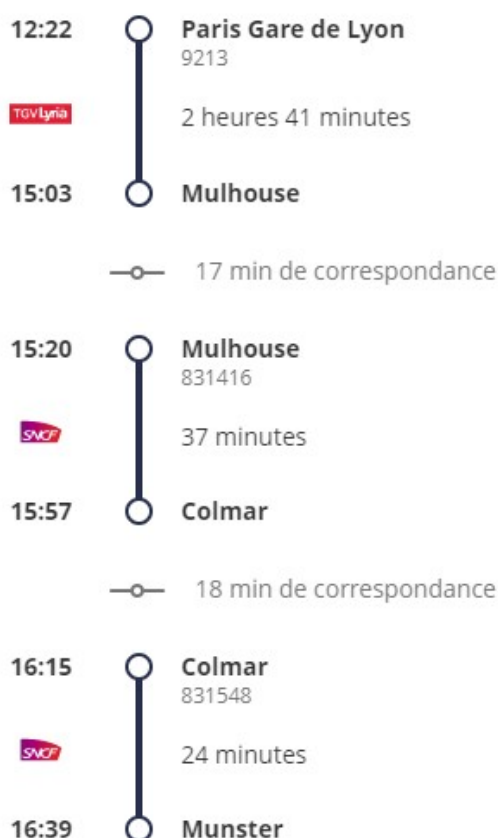 12:22 Paris Gare de Lyon
9213
TGV Lyria 2 heures 41 minutes
15:03 Mulhouse
17 min de correspondance
15:20 Mulhouse
831416
SNCF 37 minutes
15:57 Colmar
18 min de correspondance
16:15 Colmar
831548
SNCF 24 minutes
16:39 Munster